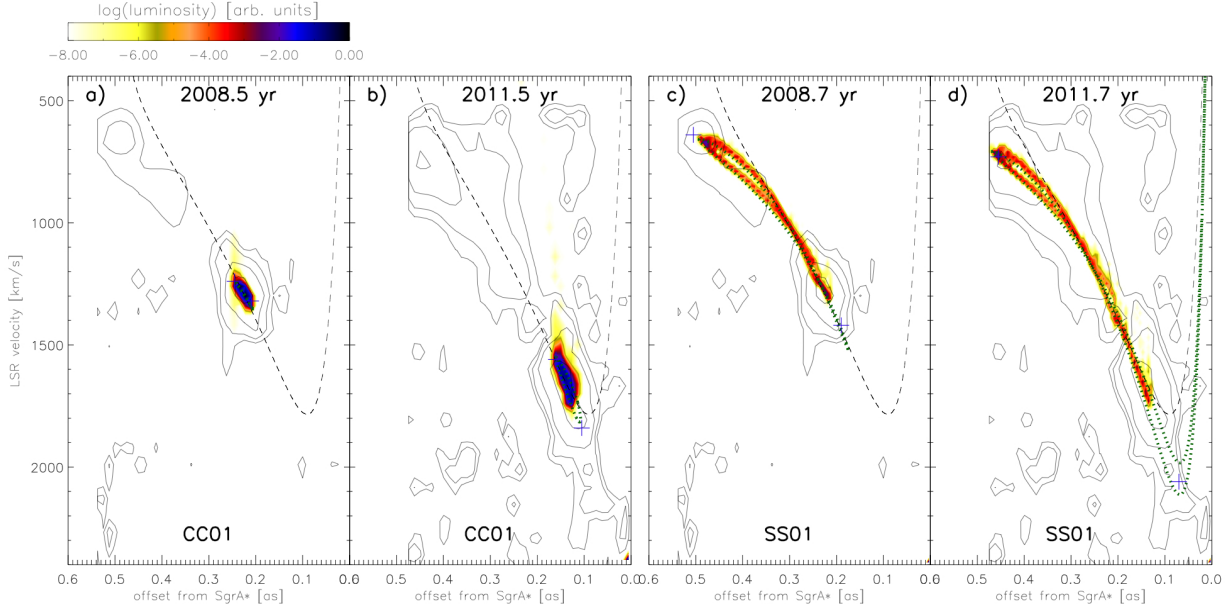 log(luminosity) [arb. units]
-8.00 -6.00 -4.00 -2.00 0.00
a) 2008.5 yr b) 2011.5 yr c) 2008.7 yr d) 2011.7 yr
500
1000
1500
2000
LSR velocity [km/s]
CC01 CC01 SS01 SS01
0.6 0.5 0.4 0.3 0.2 0.1 0.6 0.5 0.4 0.3 0.2 0.1 0.0 0.6 0.5 0.4 0.3 0.2 0.1 0.6 0.5 0.4 0.3 0.2 0.1 0.0
offset from SgrA* [as] offset from SgrA* [as] offset from SgrA* [as] offset from SgrA* [as]